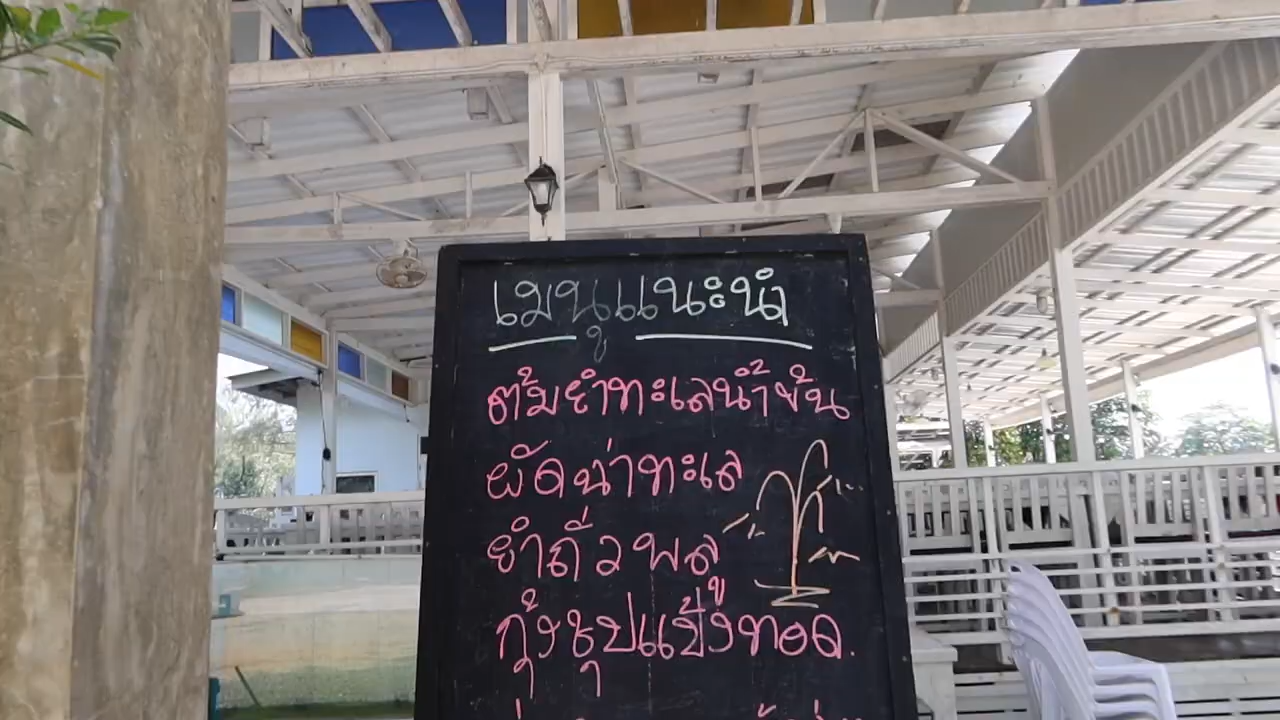 เมนูแนะนำ
ต้มยำทะเลน้ำข้น
ผัดฉ่าทะเล
ยำถั่วพลู
กุ้งชุปแป้งทอด